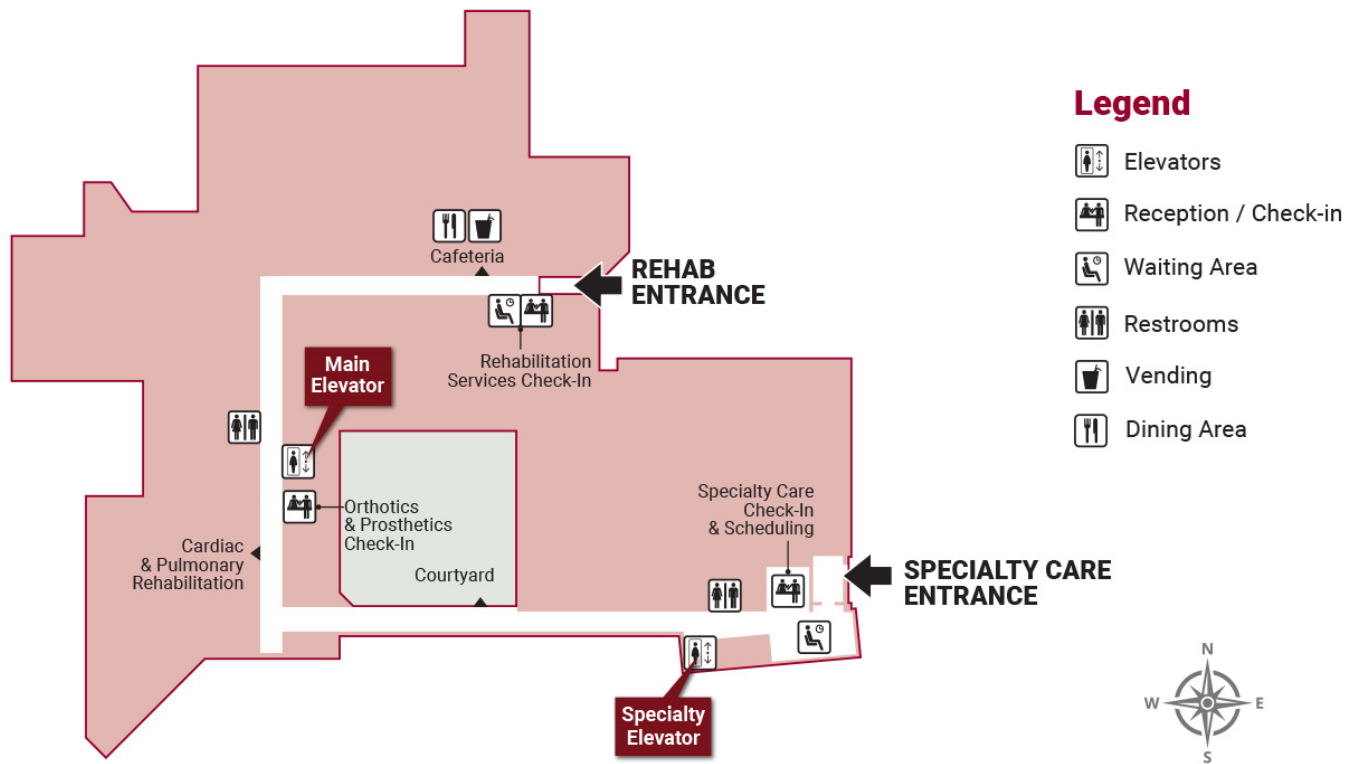 Legend
Elevators
Reception / Check-in
Waiting Area
Restrooms
Vending
Dining Area
Cafeteria
REHAB
ENTRANCE
Rehabilitation
Services Check-In
Main
Elevator
Orthotics
& Prosthetics
Check-In
Cardiac
& Pulmonary
Rehabilitation
Courtyard
Specialty Care
Check-In
& Scheduling
SPECIALTY CARE
ENTRANCE
Specialty
Elevator
N
W
E
S